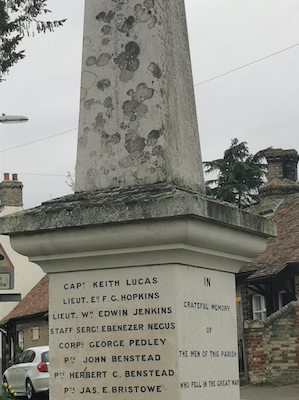 CAPT KEITH LUCAS
LIEUT. ED F. G. HOPKINS
LIEUT. WM EDWIN JENKINS
STAFF SERGT EBENEZER NEGUS
CORPL GEORGE PEDLEY
PTE JOHN BENSTEAD
PTE HERBERT C. BENSTEAD
PTE JAS. E. BRISTOWE
IN
GRATEFUL MEMORY
OF
THE MEN OF THIS PARISH
WHO FELL IN THE GREAT WAR